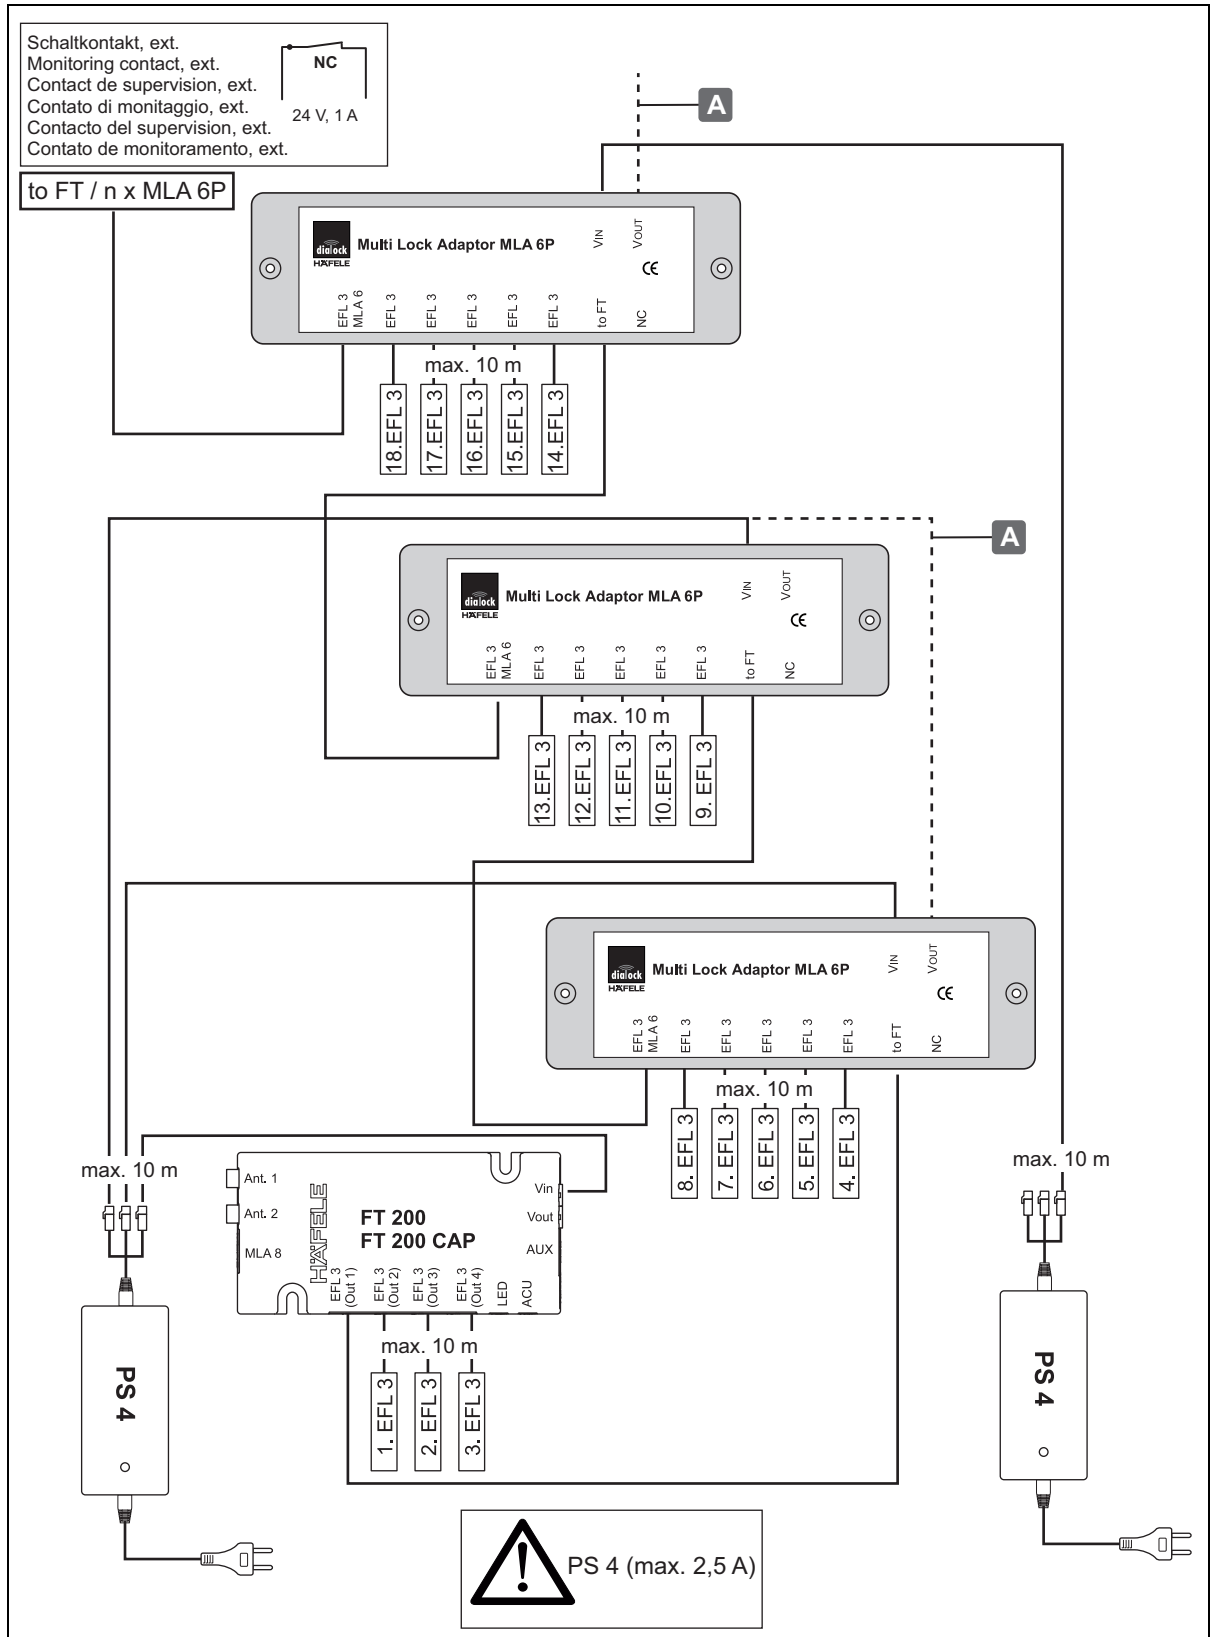 Schaltkontakt, ext.
Monitoring contact, ext.
Contact de supervision, ext.
Contato di monitaggio, ext.
Contacto del supervision, ext.
Contato de monitoramento, ext.
NC
24 V, 1 A
A
to FT / n x MLA 6P
dialock
HÄFELE
Multi Lock Adaptor MLA 6P
VIN
VOUT
CE
EFL 3
MLA 6
EFL 3
EFL 3
EFL 3
EFL 3
EFL 3
to FT
NC
max. 10 m
18.EFL 3
17.EFL 3
16.EFL 3
15.EFL 3
14.EFL 3
A
dialock
HÄFELE
Multi Lock Adaptor MLA 6P
VIN
VOUT
CE
EFL 3
MLA 6
EFL 3
EFL 3
EFL 3
EFL 3
EFL 3
to FT
NC
max. 10 m
13.EFL 3
12.EFL 3
11.EFL 3
10.EFL 3
9. EFL 3
dialock
HÄFELE
Multi Lock Adaptor MLA 6P
VIN
VOUT
CE
EFL 3
MLA 6
EFL 3
EFL 3
EFL 3
EFL 3
EFL 3
to FT
NC
max. 10 m
8. EFL 3
7. EFL 3
6. EFL 3
5. EFL 3
4. EFL 3
max. 10 m
max. 10 m
Ant. 1
Ant. 2
MLA 8
HÄFELE
FT 200
FT 200 CAP
Vin
Vout
AUX
EFL 3
(Out 1)
EFL 3
(Out 2)
EFL 3
(Out 3)
EFL 3
(Out 4)
LED
ACU
max. 10 m
1. EFL 3
2. EFL 3
3. EFL 3
PS 4
PS 4
PS 4 (max. 2,5 A)